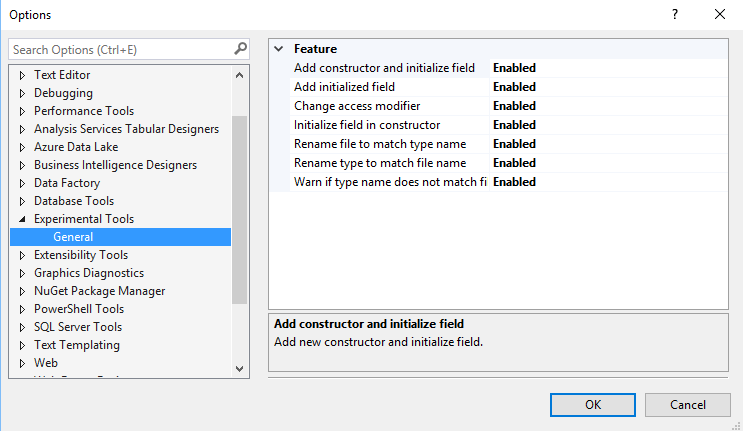 Options
?
Search Options (Ctrl+E)
Text Editor
Debugging
Performance Tools
Analysis Services Tabular Designers
Azure Data Lake
Business Intelligence Designers
Data Factory
Database Tools
Experimental Tools
General
Extensibility Tools
Graphics Diagnostics
NuGet Package Manager
PowerShell Tools
SQL Server Tools
Text Templating
Web
Feature
Add constructor and initialize field Enabled
Add initialized field Enabled
Change access modifier Enabled
Initialize field in constructor Enabled
Rename file to match type name Enabled
Rename type to match file name Enabled
Warn if type name does not match fi Enabled
Add constructor and initialize field
Add new constructor and initialize field.
OK
Cancel